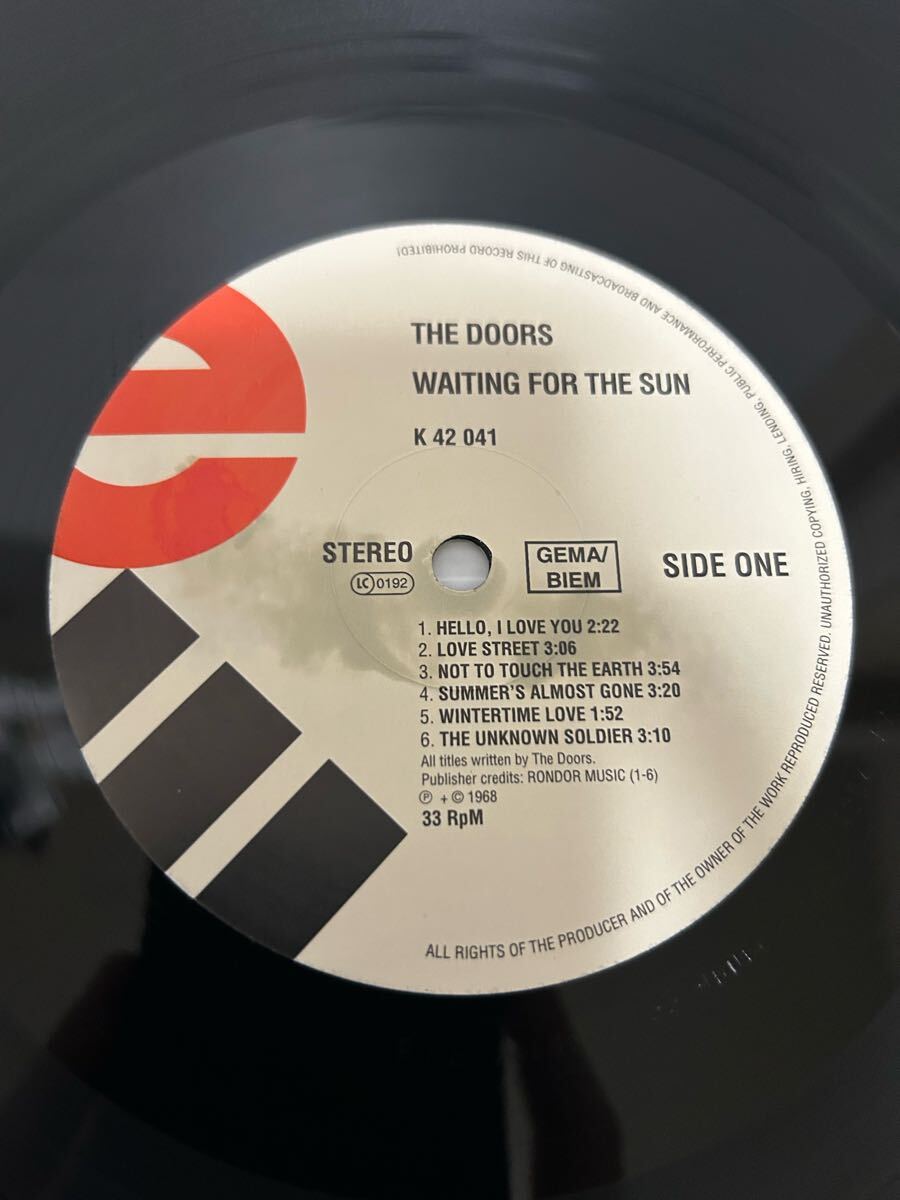 THE DOORS
WAITING FOR THE SUN
K 42 041
STEREO
LC 0192
GEMA/
BIEM
SIDE ONE
1. HELLO, I LOVE YOU 2:22
2. LOVE STREET 3:06
3. NOT TO TOUCH THE EARTH 3:54
4. SUMMER'S ALMOST GONE 3:20
5. WINTERTIME LOVE 1:52
6. THE UNKNOWN SOLDIER 3:10
All titles written by The Doors.
Publisher credits: RONDOR MUSIC (1-6)
℗ + © 1968
33 RpM
ALL RIGHTS OF THE PRODUCER AND OF THE OWNER OF THE WORK REPRODUCED RESERVED. UNAUTHORIZED COPYING, HIRING, LENDING, PUBLIC PERFORMANCE AND BROADCASTING OF THIS RECORD PROHIBITED!
e